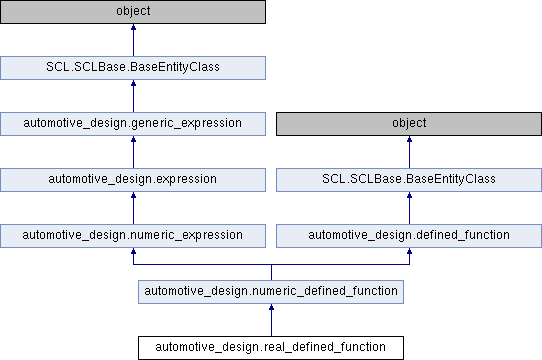 object
SCL.SCLBase.BaseEntityClass
automotive_design.generic_expression
object
automotive_design.expression
SCL.SCLBase.BaseEntityClass
automotive_design.numeric_expression
automotive_design.defined_function
automotive_design.numeric_defined_function
automotive_design.real_defined_function